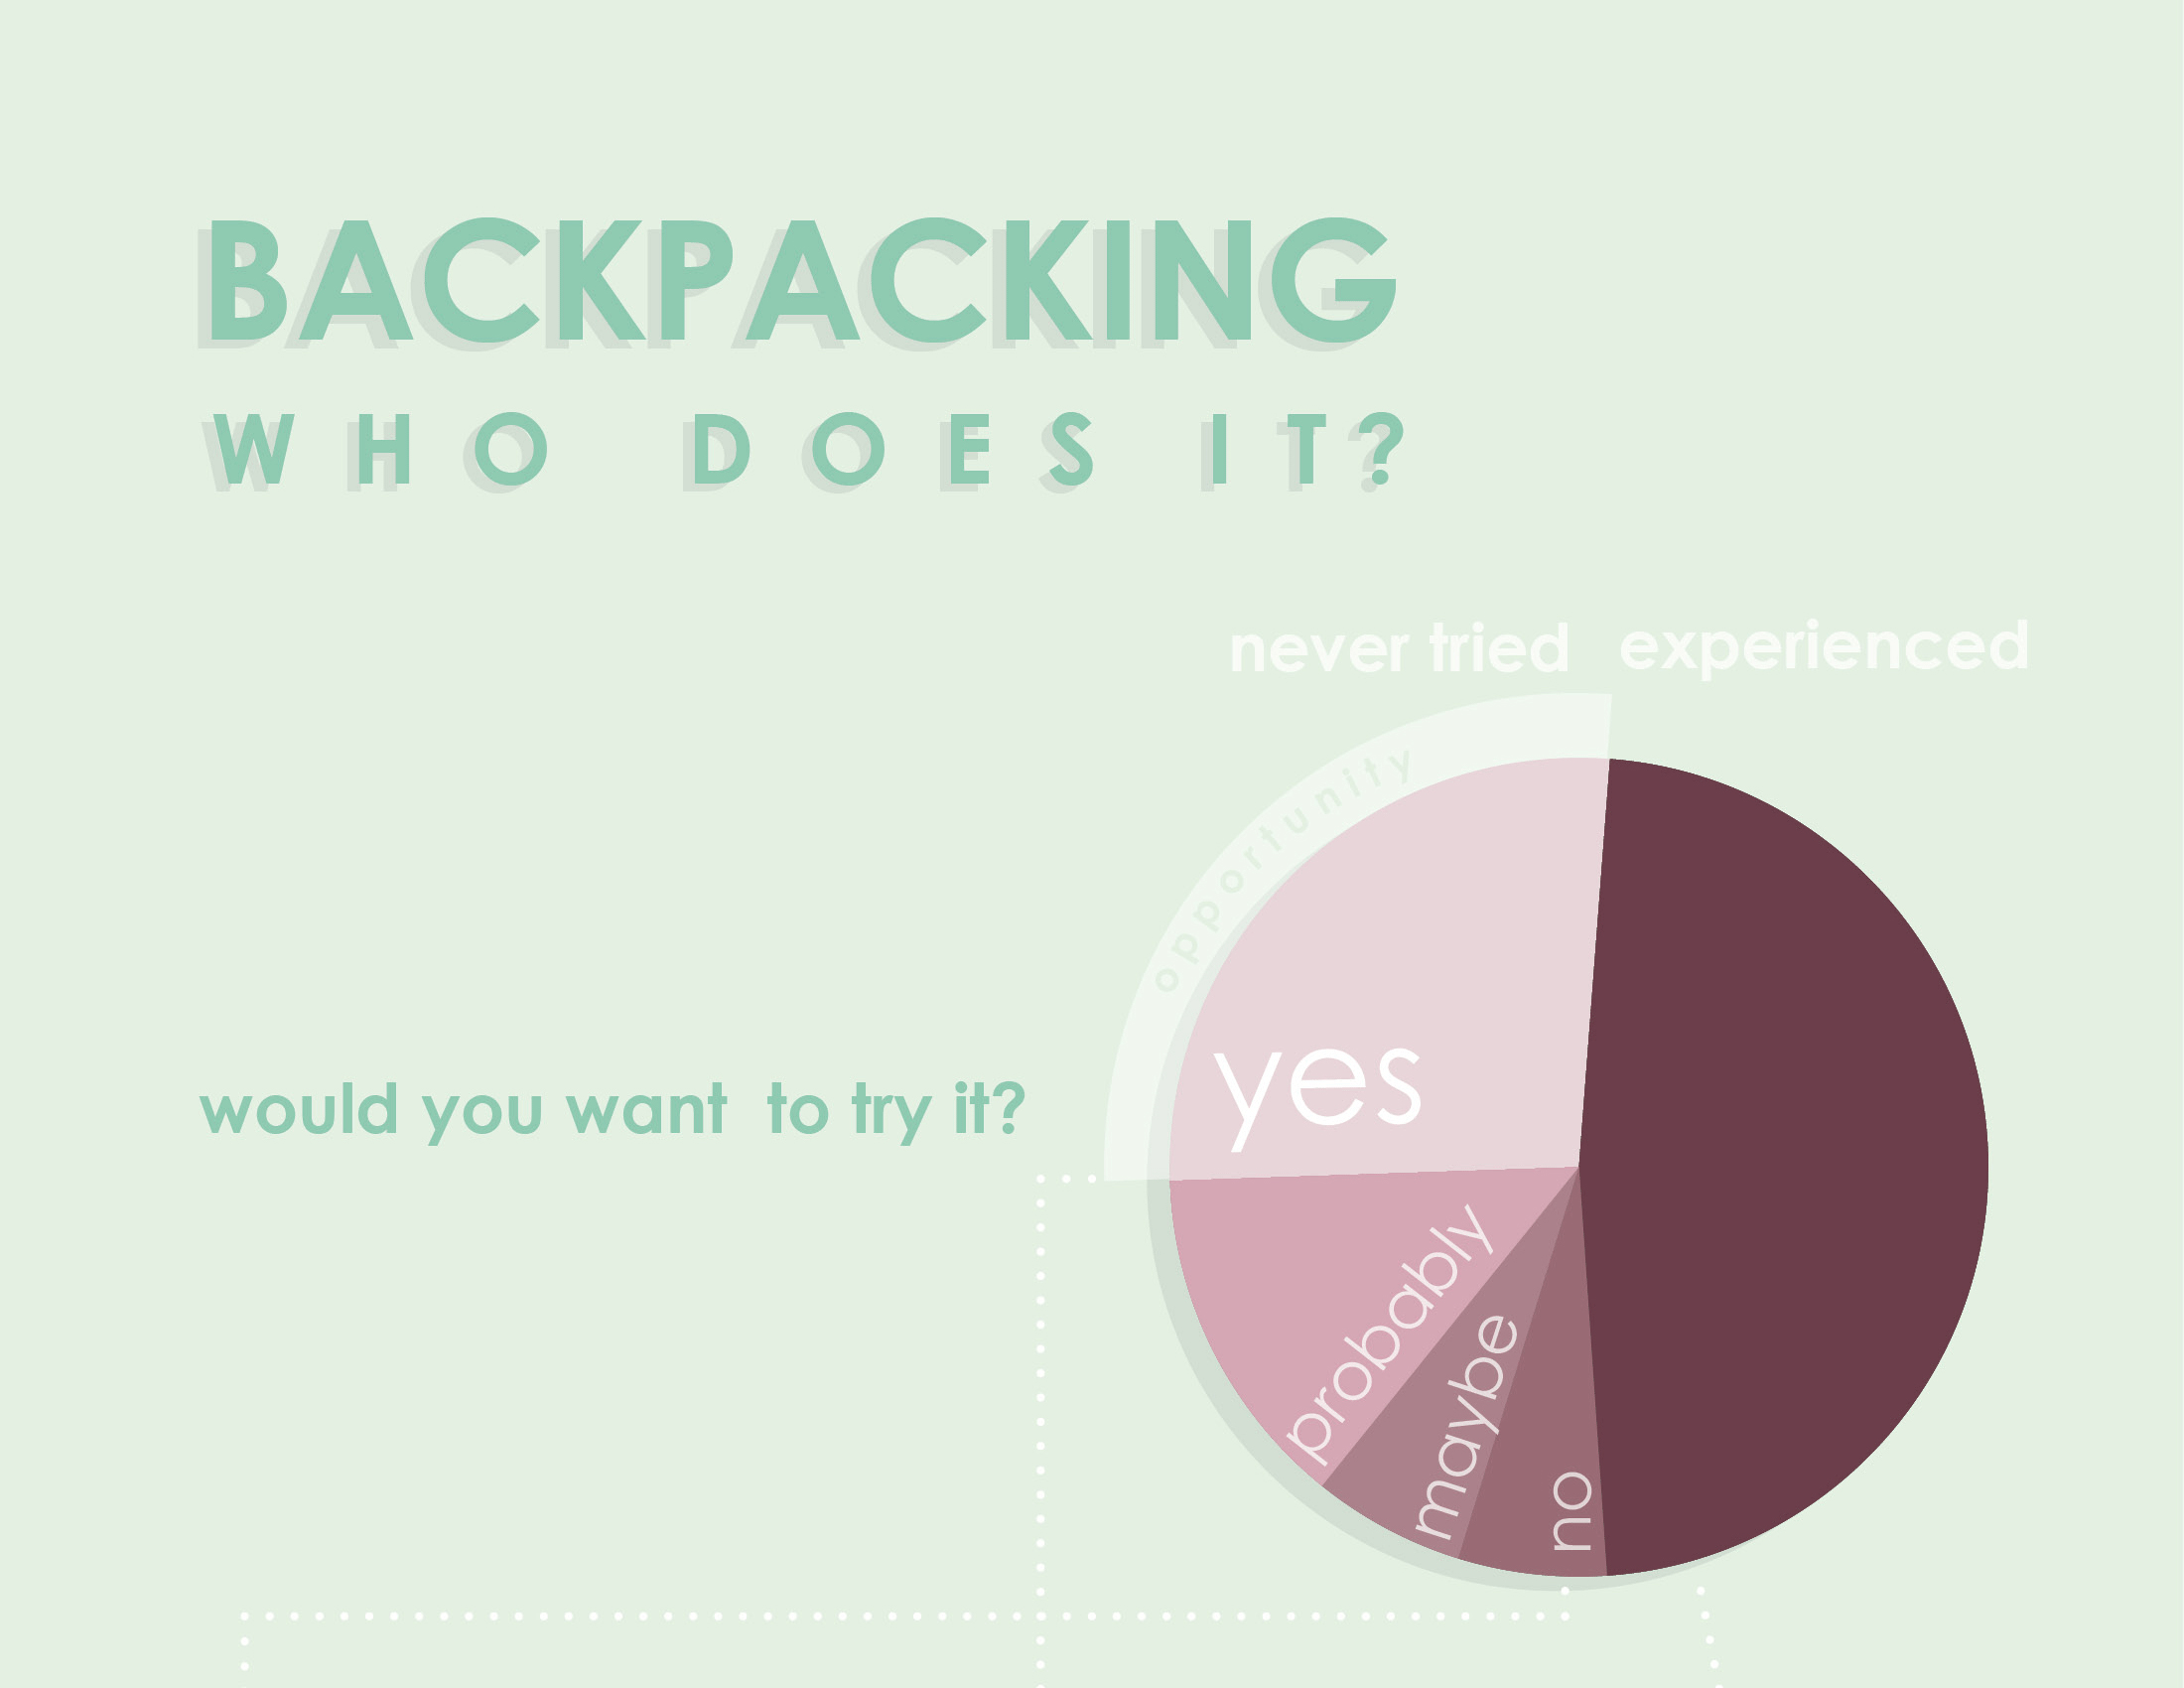 BACKPACKING
WHO DOES IT?
never tried
experienced
opportunity
yes
would you want to try it?
probably
maybe
no